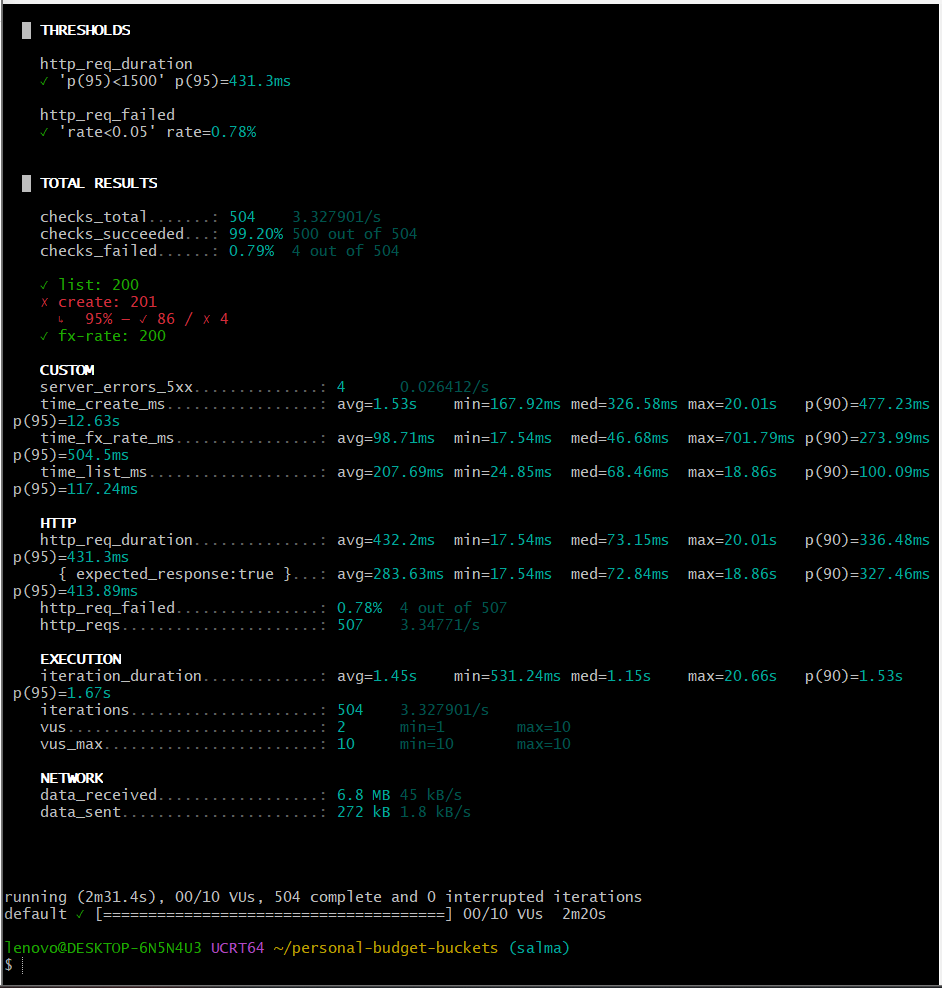 THRESHOLDS
http_req_duration
✓ 'p(95)<1500' p(95)=431.3ms
http_req_failed
✓ 'rate<0.05' rate=0.78%
TOTAL RESULTS
checks_total.......: 504    3.327901/s
checks_succeeded...: 99.20% 500 out of 504
checks_failed......: 0.79%  4 out of 504
✓ list: 200
✗ create: 201
↳  95% — ✓ 86 / ✗ 4
✓ fx-rate: 200
CUSTOM
server_errors_5xx..............: 4      0.026412/s
time_create_ms.................: avg=1.53s    min=167.92ms med=326.58ms max=20.01s   p(90)=477.23ms
p(95)=12.63s
time_fx_rate_ms................: avg=98.71ms  min=17.54ms  med=46.68ms  max=701.79ms p(90)=273.99ms
p(95)=504.5ms
time_list_ms...................: avg=207.69ms min=24.85ms  med=68.46ms  max=18.86s   p(90)=100.09ms
p(95)=117.24ms
HTTP
http_req_duration..............: avg=432.2ms  min=17.54ms  med=73.15ms  max=20.01s   p(90)=336.48ms
p(95)=431.3ms
{ expected_response:true }...: avg=283.63ms min=17.54ms  med=72.84ms  max=18.86s   p(90)=327.46ms
p(95)=413.89ms
http_req_failed................: 0.78%  4 out of 507
http_reqs......................: 507    3.34771/s
EXECUTION
iteration_duration.............: avg=1.45s    min=531.24ms med=1.15s    max=20.66s   p(90)=1.53s
p(95)=1.67s
iterations.....................: 504    3.327901/s
vus............................: 2      min=1        max=10
vus_max........................: 10     min=10       max=10
NETWORK
data_received..................: 6.8 MB 45 kB/s
data_sent......................: 272 kB 1.8 kB/s
running (2m31.4s), 00/10 VUs, 504 complete and 0 interrupted iterations
default ✓ [======================================] 00/10 VUs  2m20s
lenovo@DESKTOP-6N5N4U3 UCRT64 ~/personal-budget-buckets (salma)
$